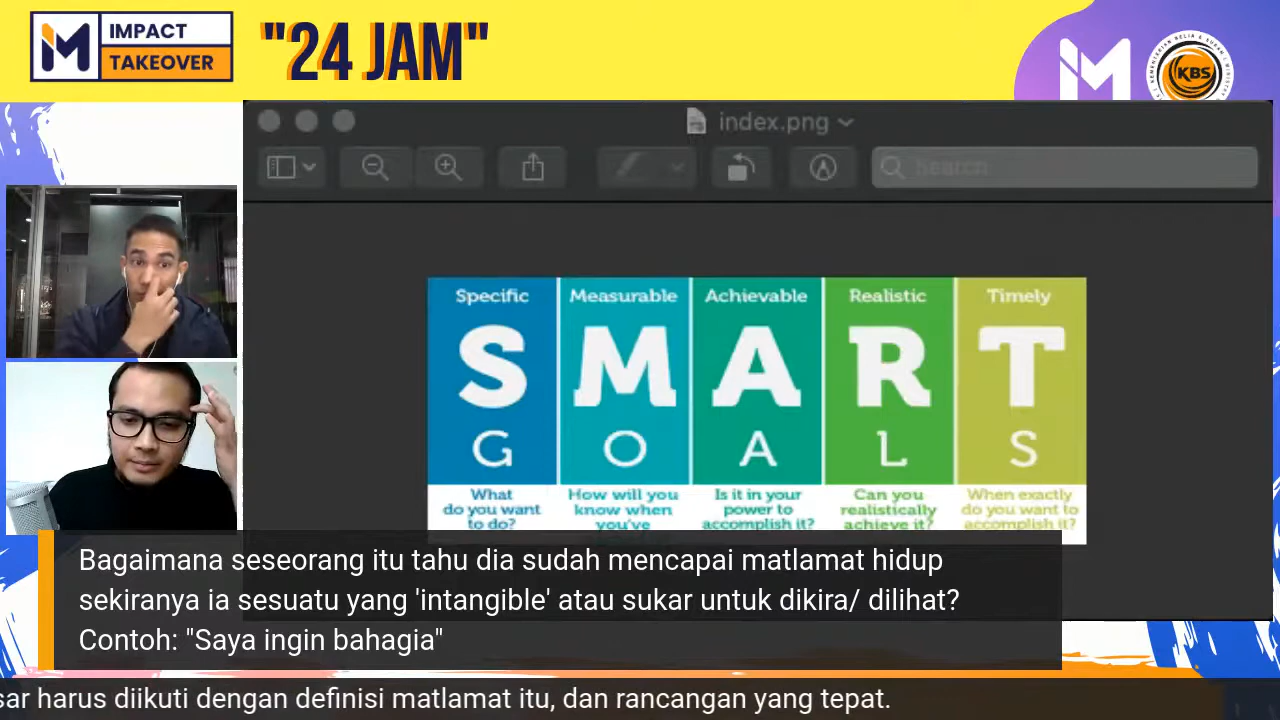 IMPACT
TAKEOVER
"24 JAM"
KBS
index.png
Search
Specific
Measurable
Achievable
Realistic
Timely
S M A R T
G O A L S
What
do you want
to do?
How will you
know when
you've
Is it in your
power to
accomplish it?
Can you
realistically
achieve it?
When exactly
do you want to
accomplish it?
Bagaimana seseorang itu tahu dia sudah mencapai matlamat hidup
sekiranya ia sesuatu yang 'intangible' atau sukar untuk dikira/ dilihat?
Contoh: "Saya ingin bahagia"
harus diikuti dengan definisi matlamat itu, dan rancangan yang tepat.